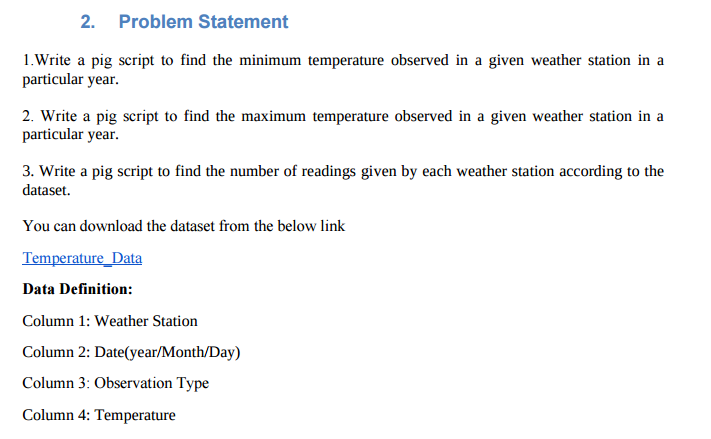 2. Problem Statement
1.Write a pig script to find the minimum temperature observed in a given weather station in a
particular year.
2. Write a pig script to find the maximum temperature observed in a given weather station in a
particular year.
3. Write a pig script to find the number of readings given by each weather station according to the
dataset.
You can download the dataset from the below link
Temperature_Data
Data Definition:
Column 1: Weather Station
Column 2: Date(year/Month/Day)
Column 3: Observation Type
Column 4: Temperature